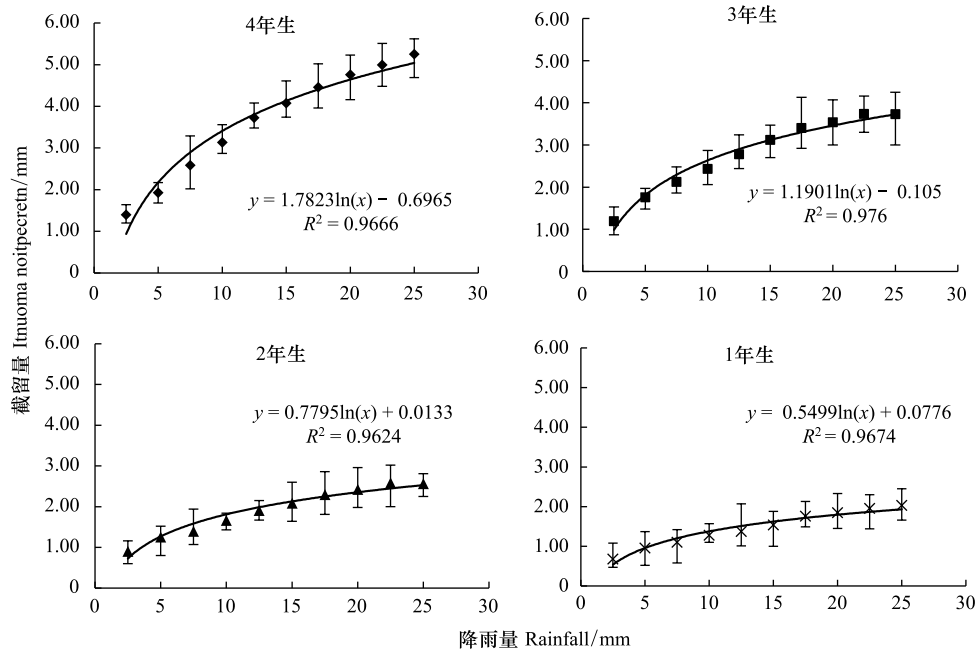 4年生
6.00
5.00
4.00
3.00
2.00
1.00
0
0 5 10 15 20 25 30
y = 1.7823ln(x) − 0.6965
R² = 0.9666
3年生
6.00
5.00
4.00
3.00
2.00
1.00
0
0 5 10 15 20 25 30
y = 1.1901ln(x) − 0.105
R² = 0.976
截留量 Itnuoma noitpecretn/mm
2年生
6.00
5.00
4.00
3.00
2.00
1.00
0
0 5 10 15 20 25 30
y = 0.7795ln(x) + 0.0133
R² = 0.9624
1年生
6.00
5.00
4.00
3.00
2.00
1.00
0
0 5 10 15 20 25 30
y = 0.5499ln(x) + 0.0776
R² = 0.9674
降雨量 Rainfall/mm